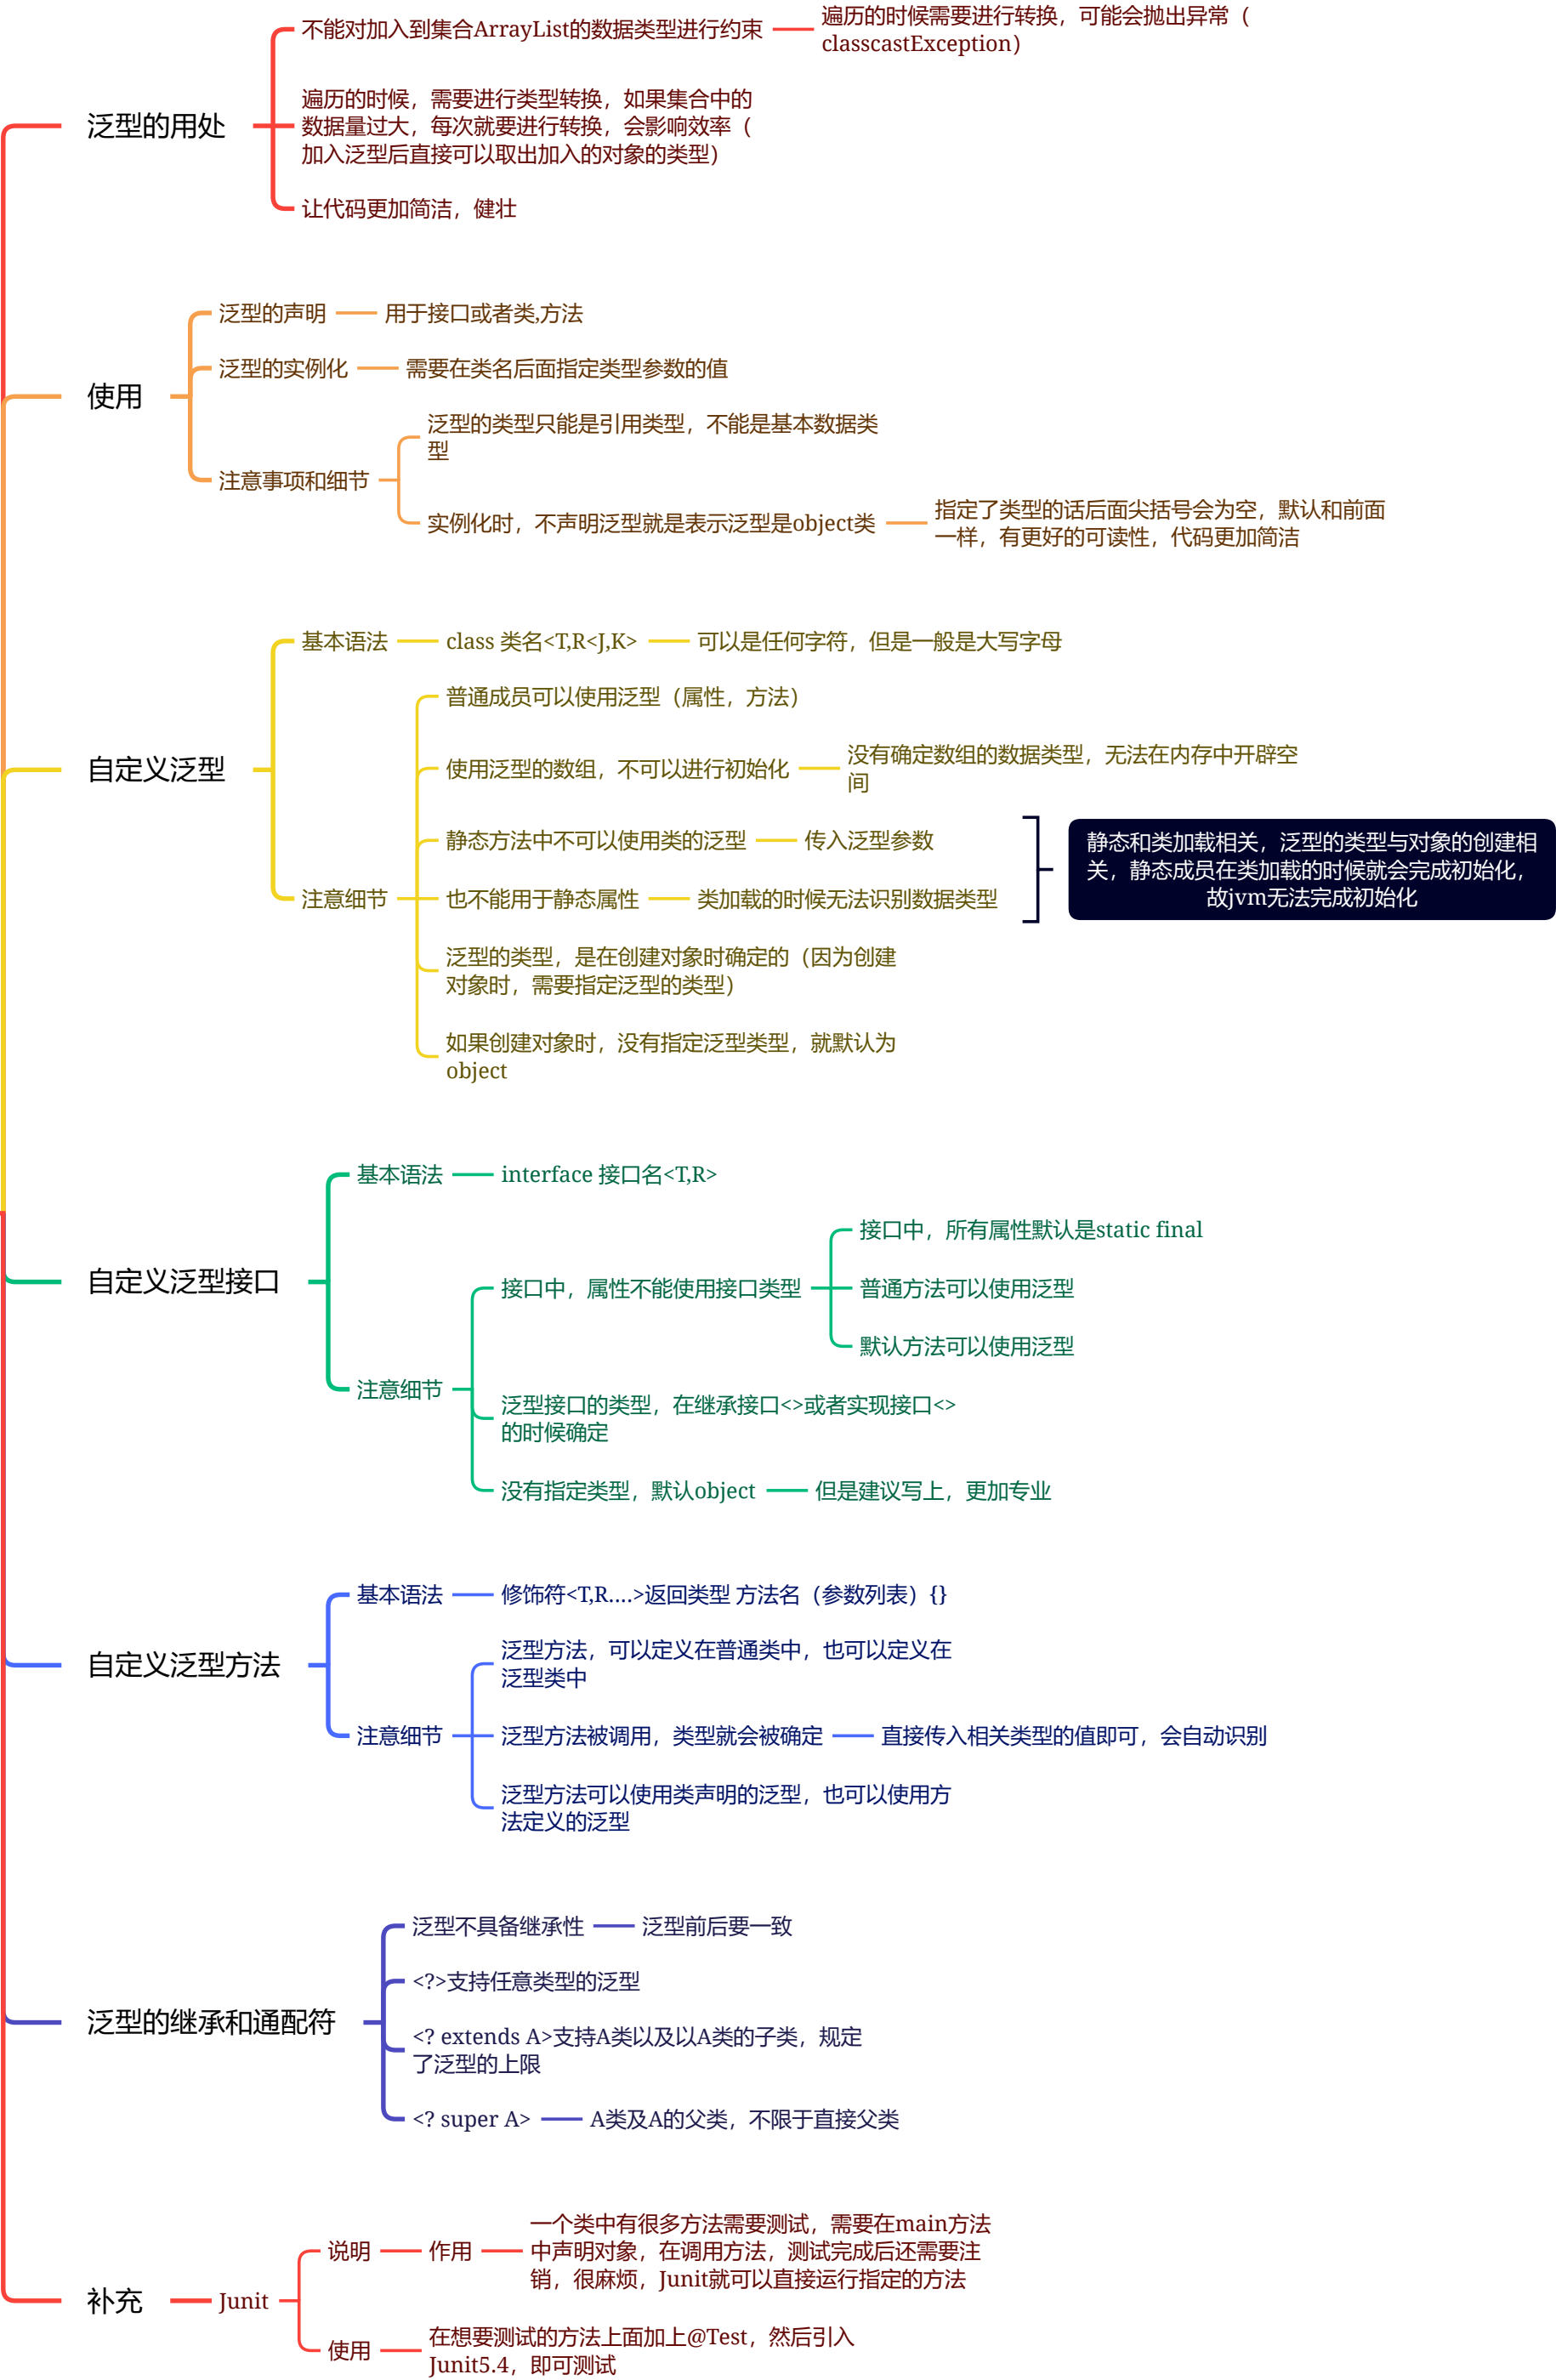 泛型的用处
不能对加入到集合ArrayList的数据类型进行约束
遍历的时候需要进行转换，可能会抛出异常（
classcastException）
遍历的时候，需要进行类型转换，如果集合中的
数据量过大，每次就要进行转换，会影响效率（
加入泛型后直接可以取出加入的对象的类型）
让代码更加简洁，健壮
使用
泛型的声明
用于接口或者类,方法
泛型的实例化
需要在类名后面指定类型参数的值
注意事项和细节
泛型的类型只能是引用类型，不能是基本数据类
型
实例化时，不声明泛型就是表示泛型是object类
指定了类型的话后面尖括号会为空，默认和前面
一样，有更好的可读性，代码更加简洁
自定义泛型
基本语法
class 类名<T,R<J,K>
可以是任何字符，但是一般是大写字母
注意细节
普通成员可以使用泛型（属性，方法）
使用泛型的数组，不可以进行初始化
没有确定数组的数据类型，无法在内存中开辟空
间
静态方法中不可以使用类的泛型
传入泛型参数
也不能用于静态属性
类加载的时候无法识别数据类型
静态和类加载相关，泛型的类型与对象的创建相
关，静态成员在类加载的时候就会完成初始化，
故jvm无法完成初始化
泛型的类型，是在创建对象时确定的（因为创建
对象时，需要指定泛型的类型）
如果创建对象时，没有指定泛型类型，就默认为
object
自定义泛型接口
基本语法
interface 接口名<T,R>
注意细节
接口中，属性不能使用接口类型
接口中，所有属性默认是static final
普通方法可以使用泛型
默认方法可以使用泛型
泛型接口的类型，在继承接口<>或者实现接口<>
的时候确定
没有指定类型，默认object
但是建议写上，更加专业
自定义泛型方法
基本语法
修饰符<T,R....>返回类型 方法名（参数列表）{}
注意细节
泛型方法，可以定义在普通类中，也可以定义在
泛型类中
泛型方法被调用，类型就会被确定
直接传入相关类型的值即可，会自动识别
泛型方法可以使用类声明的泛型，也可以使用方
法定义的泛型
泛型的继承和通配符
泛型不具备继承性
泛型前后要一致
<?>支持任意类型的泛型
<? extends A>支持A类以及以A类的子类，规定
了泛型的上限
<? super A>
A类及A的父类，不限于直接父类
补充
Junit
说明
作用
一个类中有很多方法需要测试，需要在main方法
中声明对象，在调用方法，测试完成后还需要注
销，很麻烦，Junit就可以直接运行指定的方法
使用
在想要测试的方法上面加上@Test，然后引入
Junit5.4，即可测试